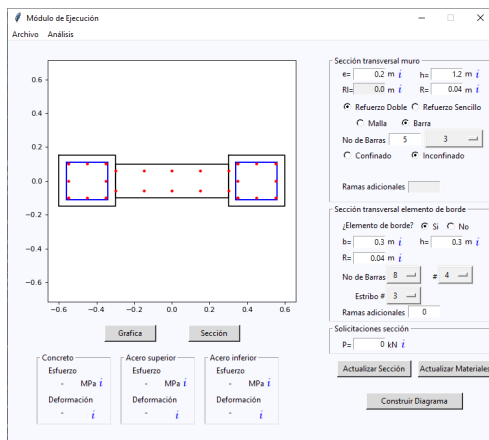 Módulo de Ejecución
Archivo Análisis
Sección transversal muro
e= 0.2 m i h= 1.2 m i
Rl= 0.0 m i R= 0.04 m i
Refuerzo Doble Refuerzo Sencillo
Malla Barra
No de Barras 5 3
Confinado Inconfinado
Ramas adicionales
Sección transversal elemento de borde
¿Elemento de borde? Si No
b= 0.3 m i h= 0.3 m i
R= 0.04 m i
No de Barras 8 # 4
Estribo # 3
Ramas adicionales 0
Solicitaciones sección
P= 0 kN i
Actualizar Sección Actualizar Materiales
Construir Diagrama
0.6
0.4
0.2
0.0
−0.2
−0.4
−0.6
−0.6 −0.4 −0.2 0.0 0.2 0.4 0.6
Grafica Sección
Concreto Acero superior Acero inferior
Esfuerzo Esfuerzo Esfuerzo
- MPa i - MPa i - MPa i
Deformación Deformación Deformación
- i - i - i